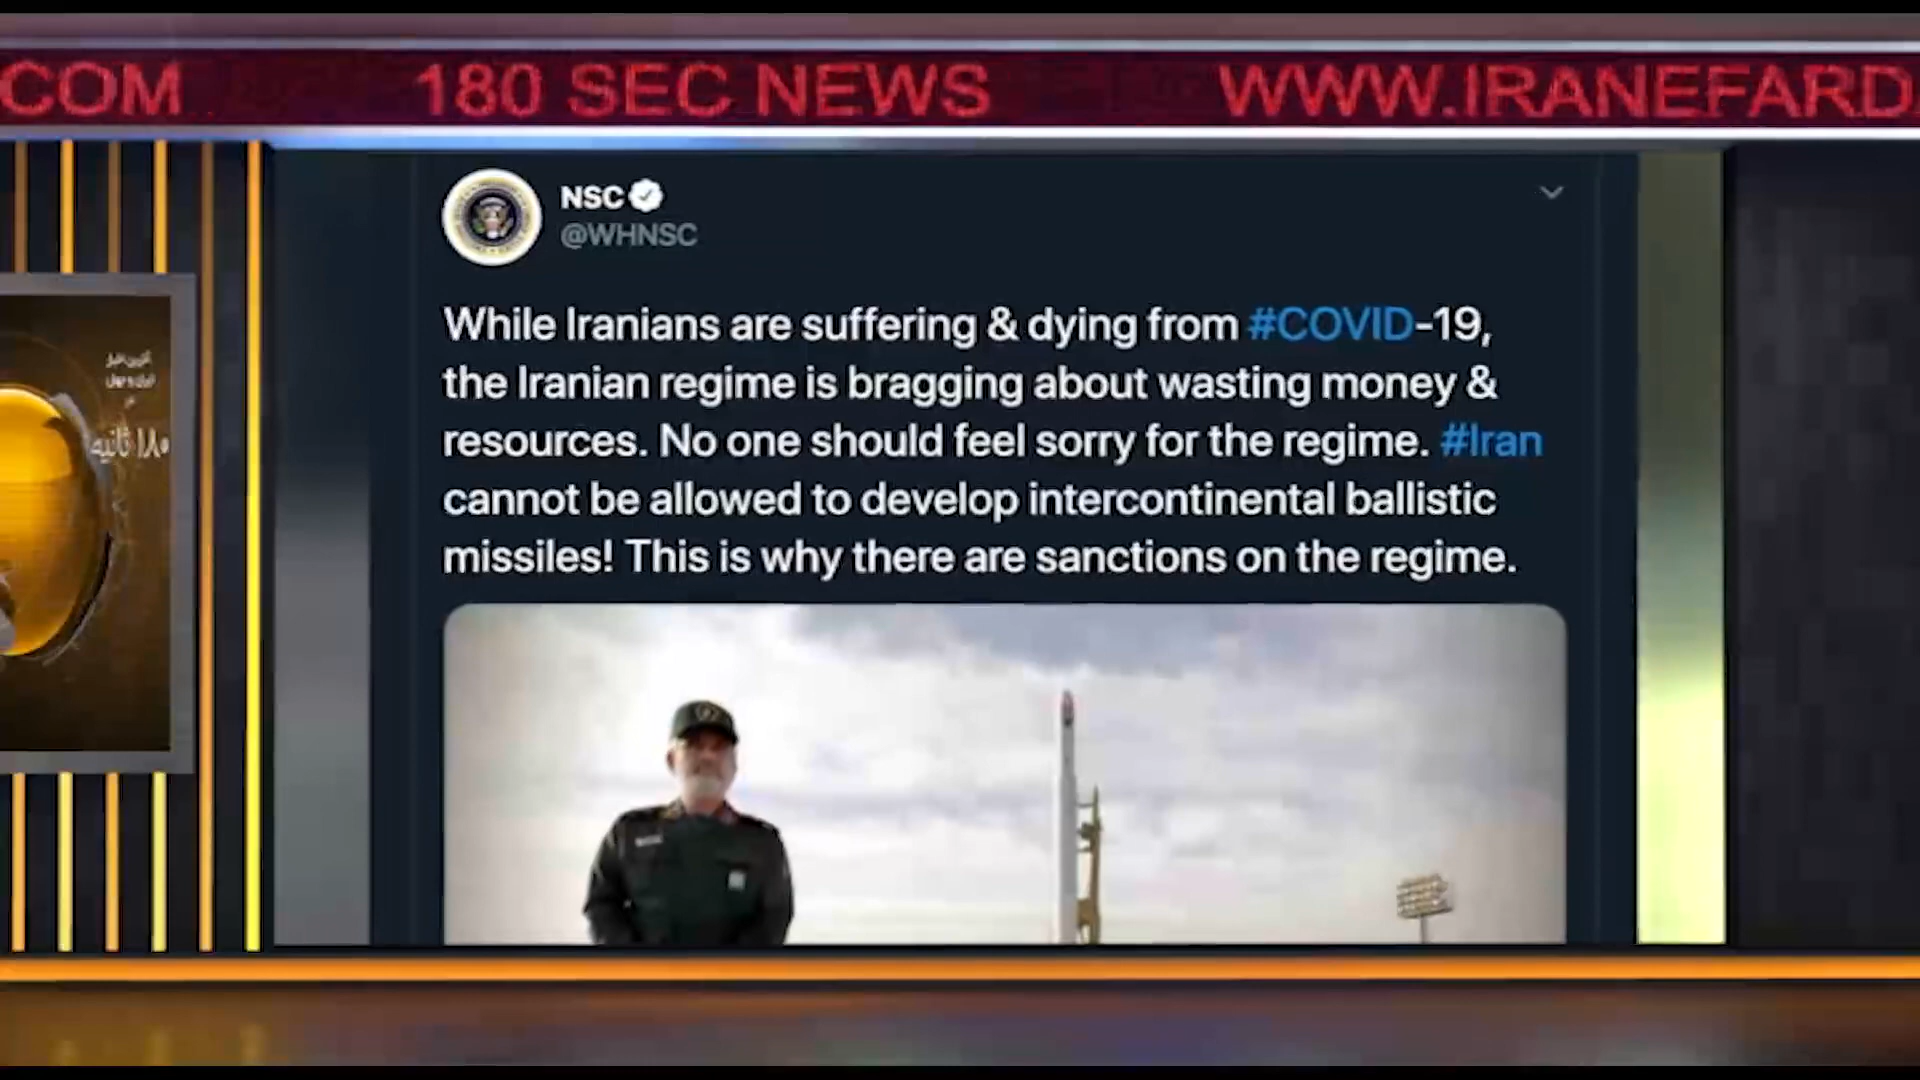 COM 180 SEC NEWS WWW.IRANEFARD
NSC
@WHNSC
While Iranians are suffering & dying from #COVID-19,
the Iranian regime is bragging about wasting money &
resources. No one should feel sorry for the regime. #Iran
cannot be allowed to develop intercontinental ballistic
missiles! This is why there are sanctions on the regime.
۱۸۰ ثانیه